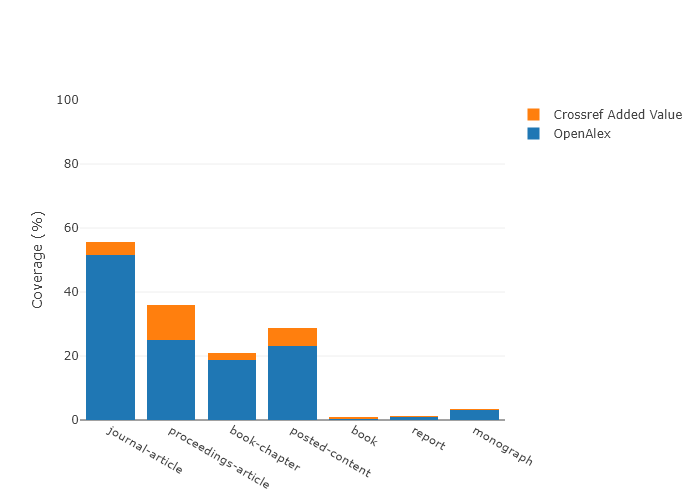 100
80
60
40
20
0
Coverage (%)
journal-article
proceedings-article
book-chapter
posted-content
book
report
monograph
Crossref Added Value
OpenAlex